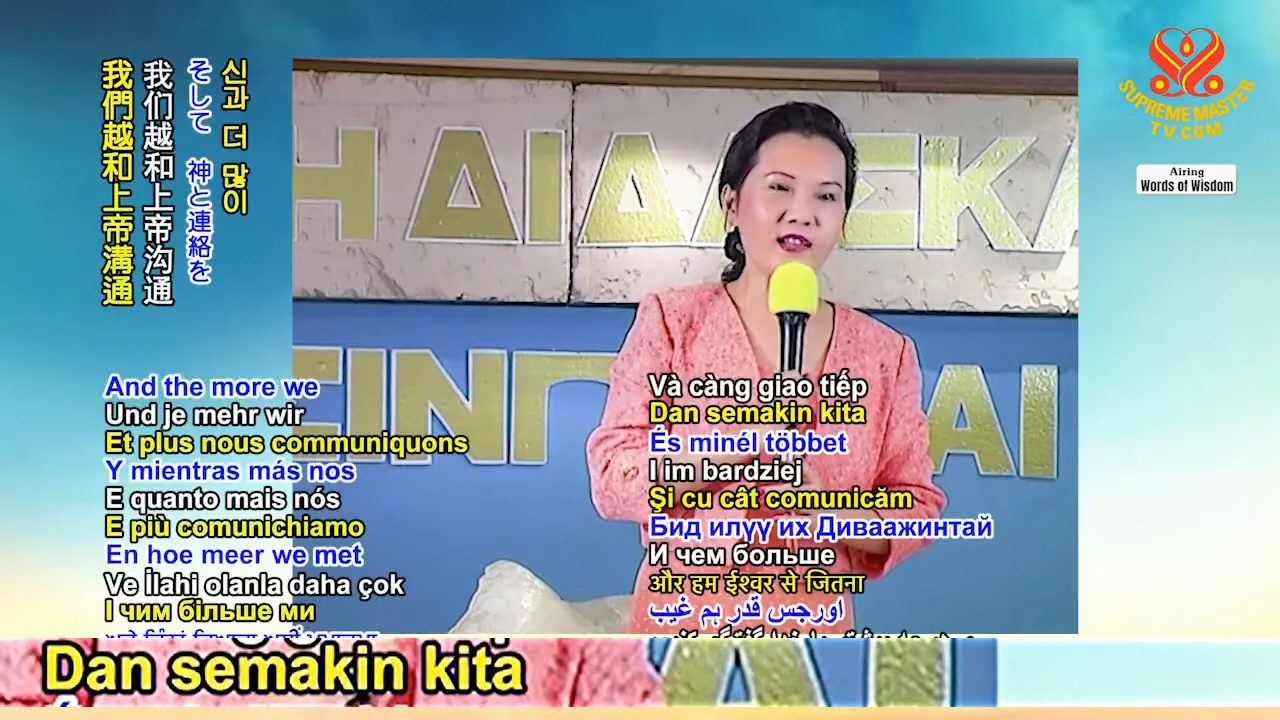 我們越和上帝溝通
我们越和上帝沟通
そして 神と連絡を
신과 더 많이
HΔIΔΛEKA
EINΠ
ΔΙ
SUPREME MASTER
TV.COM
Airing
Words of Wisdom
And the more we
Und je mehr wir
Et plus nous communiquons
Y mientras más nos
E quanto mais nós
E più comunichiamo
En hoe meer we met
Ve İlahi olanla daha çok
І чим більше ми
Và càng giao tiếp
Dan semakin kita
És minél többet
I im bardziej
Şi cu cât comunicăm
Бид илүү их Диваажинтай
И чем больше
और हम ईश्वर से जितना
اورجس قدر ہم غیب
Dan semakin kita